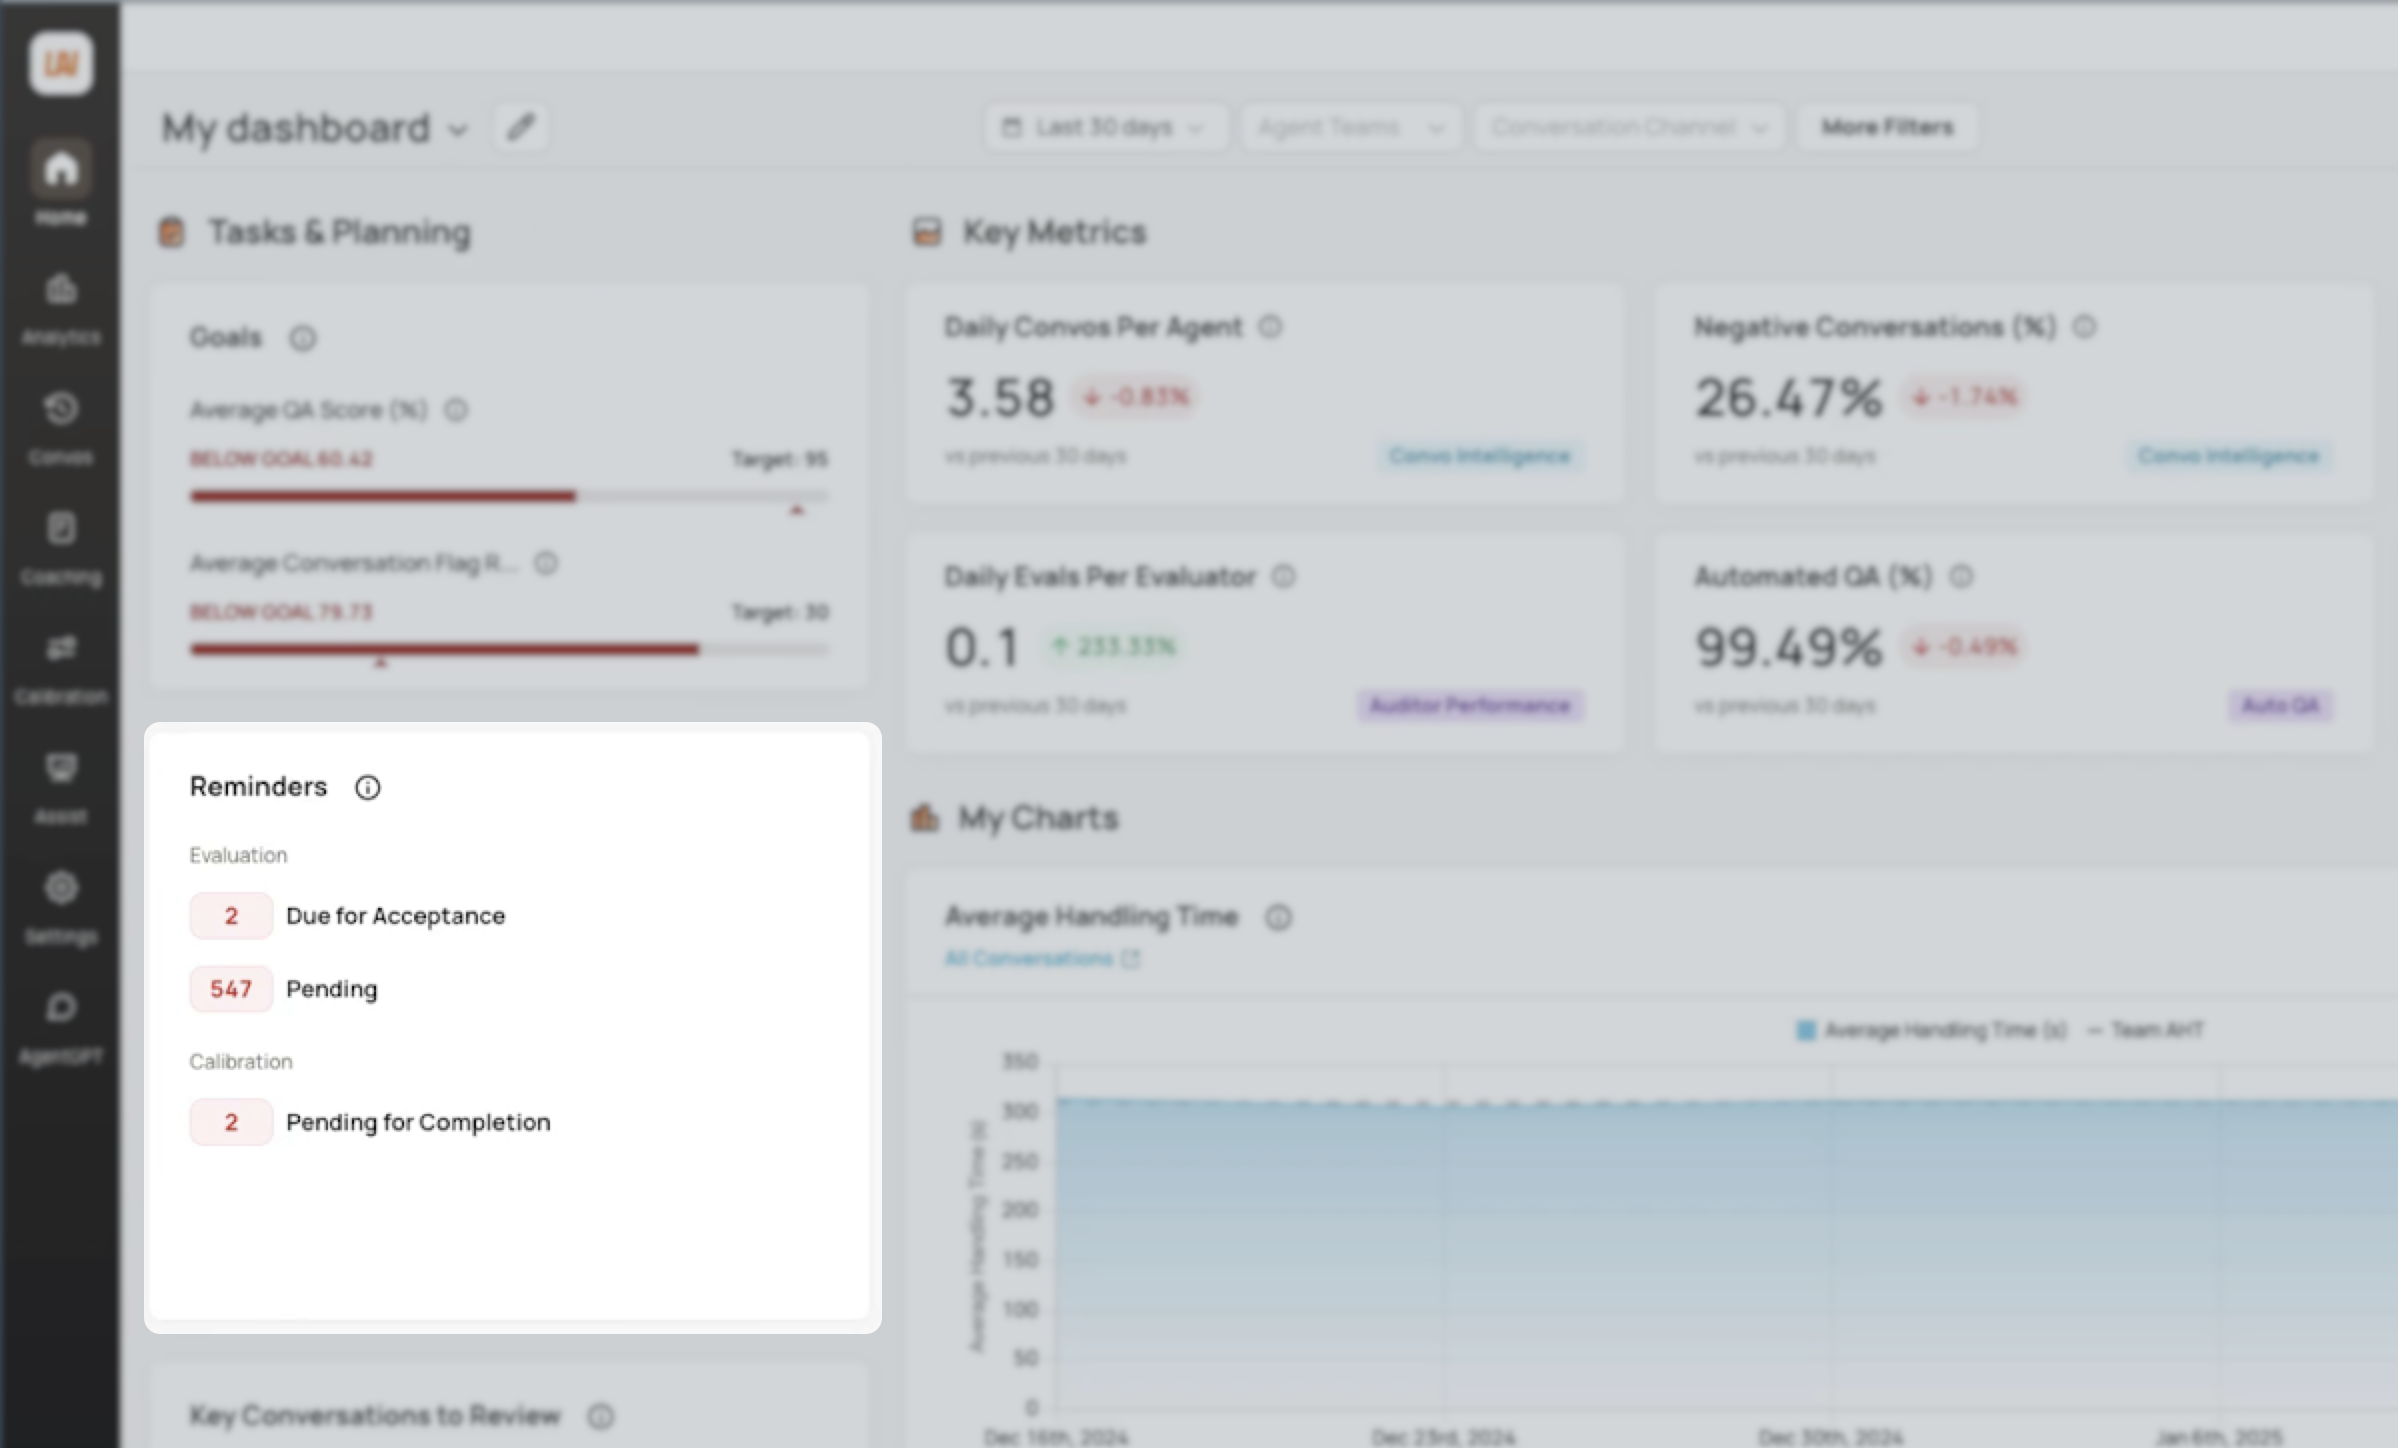 My dashboard
Last 30 days
Agent Teams
Conversation Channel
More Filters
Home
Analytics
Convos
Coaching
Calibration
Assist
Settings
AgentGPT
Tasks & Planning
Goals
Average QA Score (%)
BELOW GOAL 60.42 Target: 95
Average Conversation Flag R...
BELOW GOAL 79.73 Target: 30
Reminders
Evaluation
2 Due for Acceptance
547 Pending
Calibration
2 Pending for Completion
Key Conversations to Review
Key Metrics
Daily Convos Per Agent
3.58 -0.83%
vs previous 30 days Convo Intelligence
Negative Conversations (%)
26.47% -1.74%
vs previous 30 days Convo Intelligence
Daily Evals Per Evaluator
0.1 233.33%
vs previous 30 days Auditor Performance
Automated QA (%)
99.49% -0.49%
vs previous 30 days Auto QA
My Charts
Average Handling Time
All Conversations
Average Handling Time (s) Team AHT
Average Handling Time (s)
350
300
250
200
150
100
50
0
Dec 16th, 2024 Dec 23rd, 2024 Dec 30th, 2024 Jan 6th, 2025